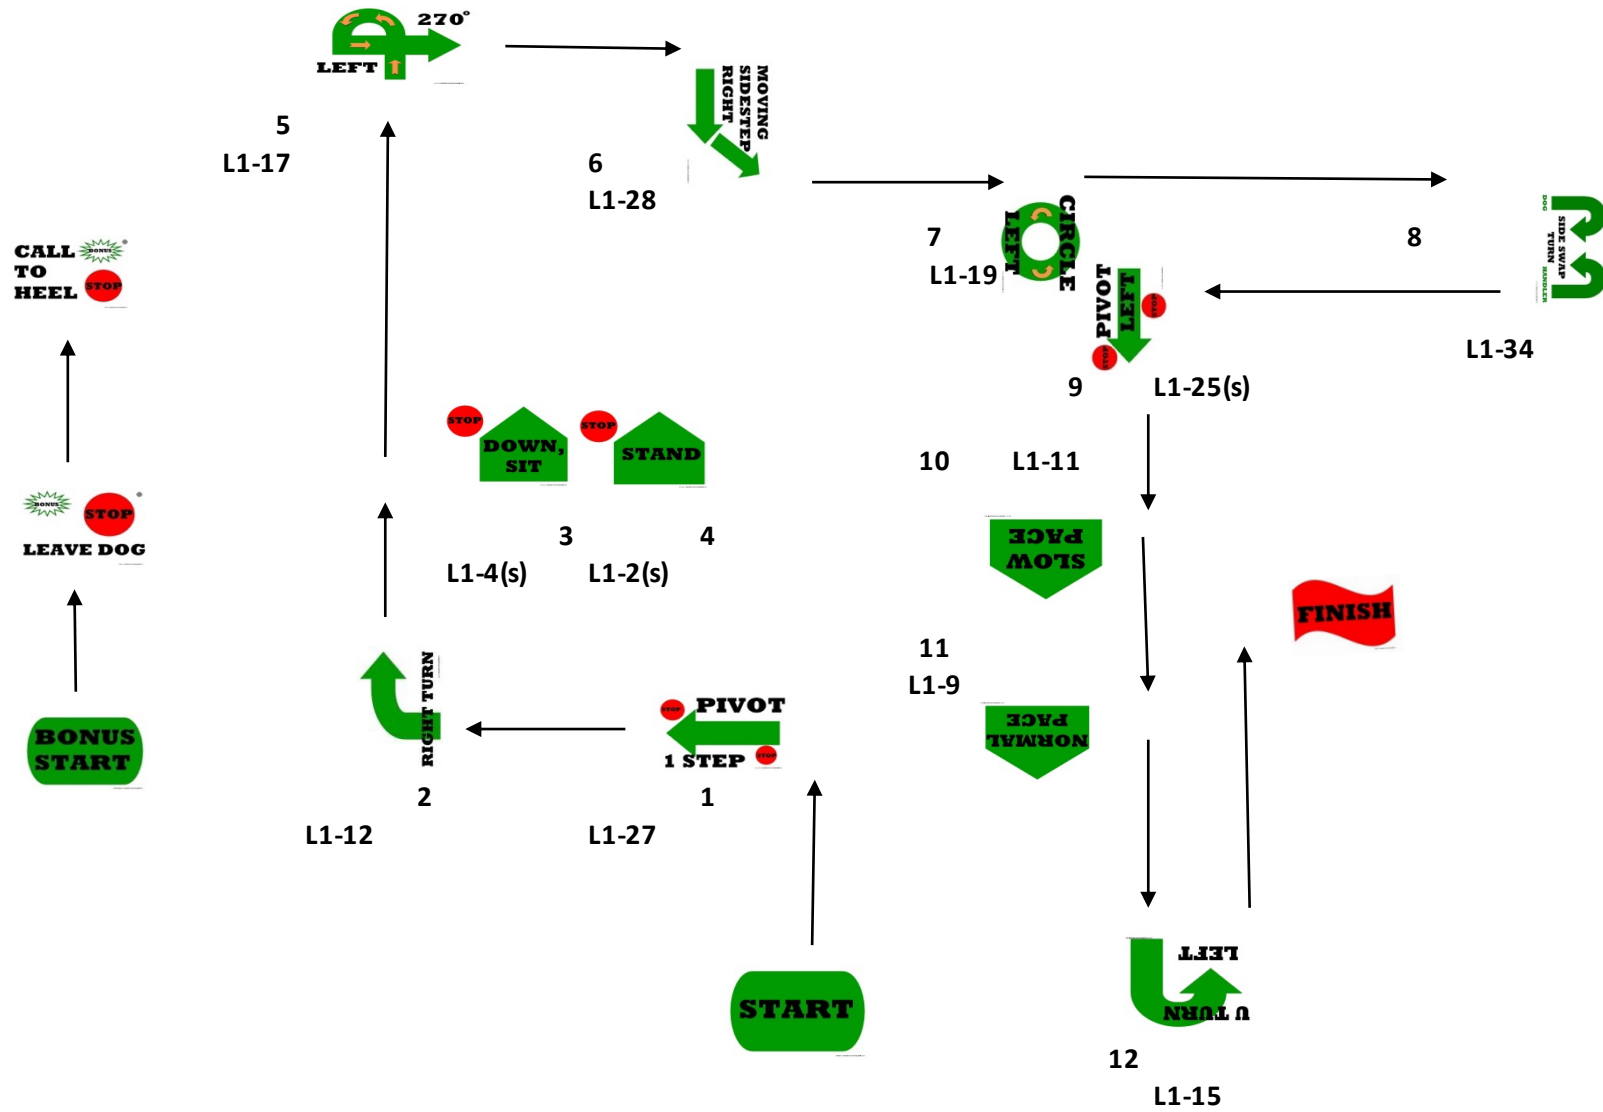 270°
LEFT
5
L1-17
MOVING
SIDESTEP
RIGHT
6
L1-28
CIRCLE
LEFT
7
L1-19
DOG
SIDE SWAP
TURN
HANDLER
8
L1-34
CALL
TO
HEEL
BONUS
STOP
PIVOT
LEFT
STOP
STOP
9
L1-25(s)
STOP
DOWN,
SIT
STOP
STAND
3
4
L1-4(s)
L1-2(s)
10
L1-11
SLOW
PACE
BONUS
STOP
LEAVE DOG
FINISH
11
L1-9
NORMAL
PACE
BONUS
START
RIGHT TURN
2
L1-12
STOP
PIVOT
1 STEP
STOP
1
L1-27
START
LEFT
U TURN
12
L1-15